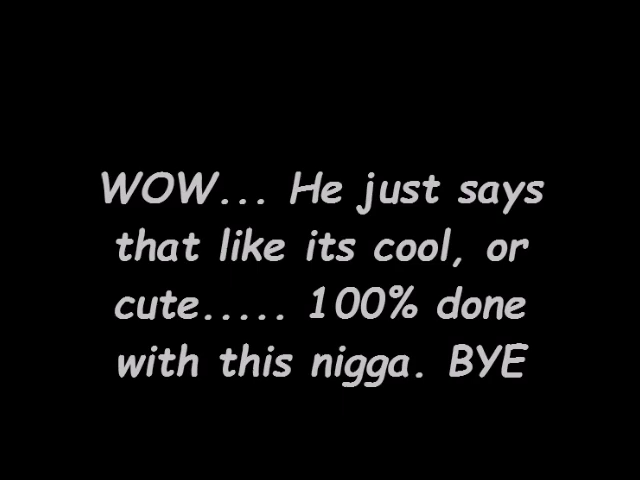 WOW... He just says
that like its cool, or
cute..... 100% done
with this nigga. BYE